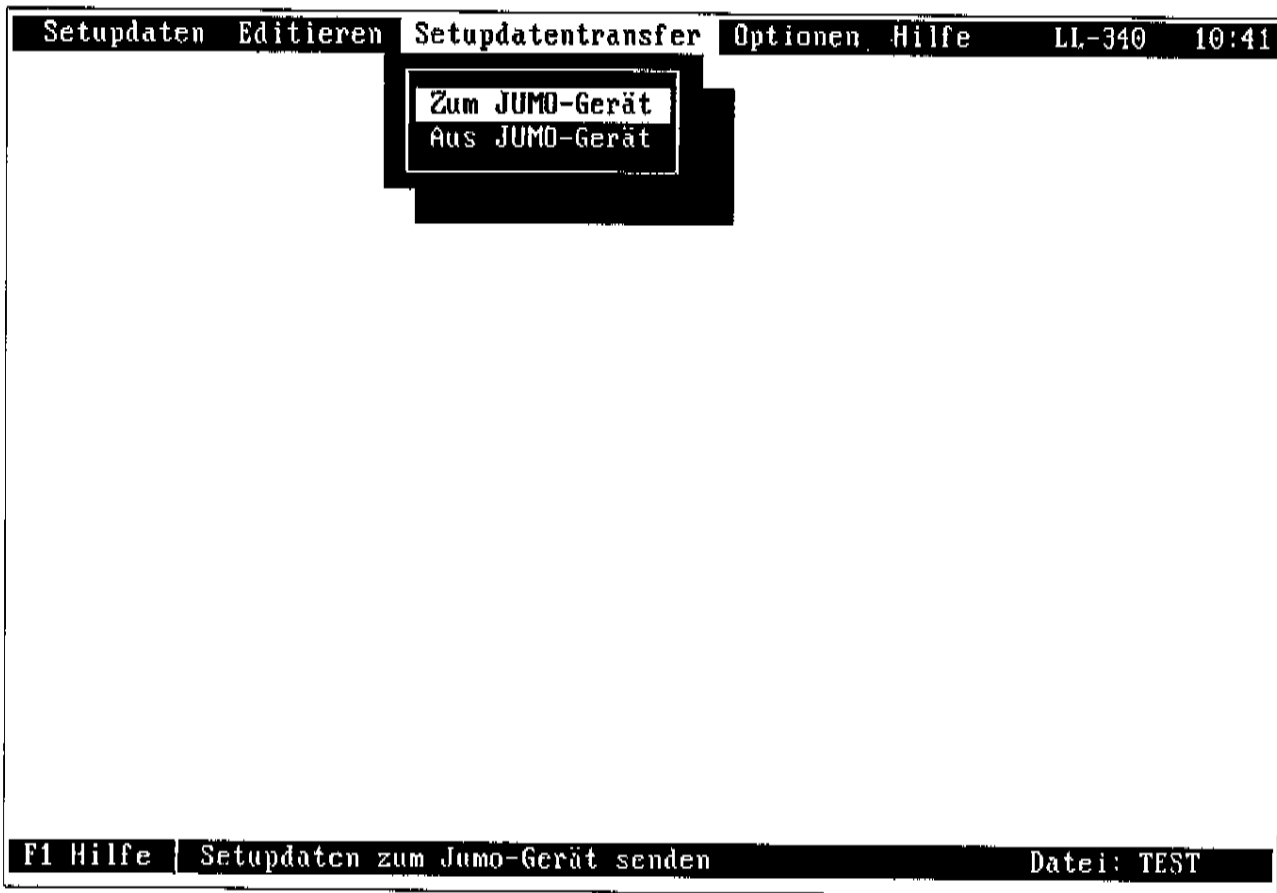 Setupdaten Editieren Setupdatentransfer Optionen Hilfe LL-340 10:41
Zum JUMO-Gerät
Aus JUMO-Gerät
F1 Hilfe | Setupdaten zum Jumo-Gerät senden Datei: TEST